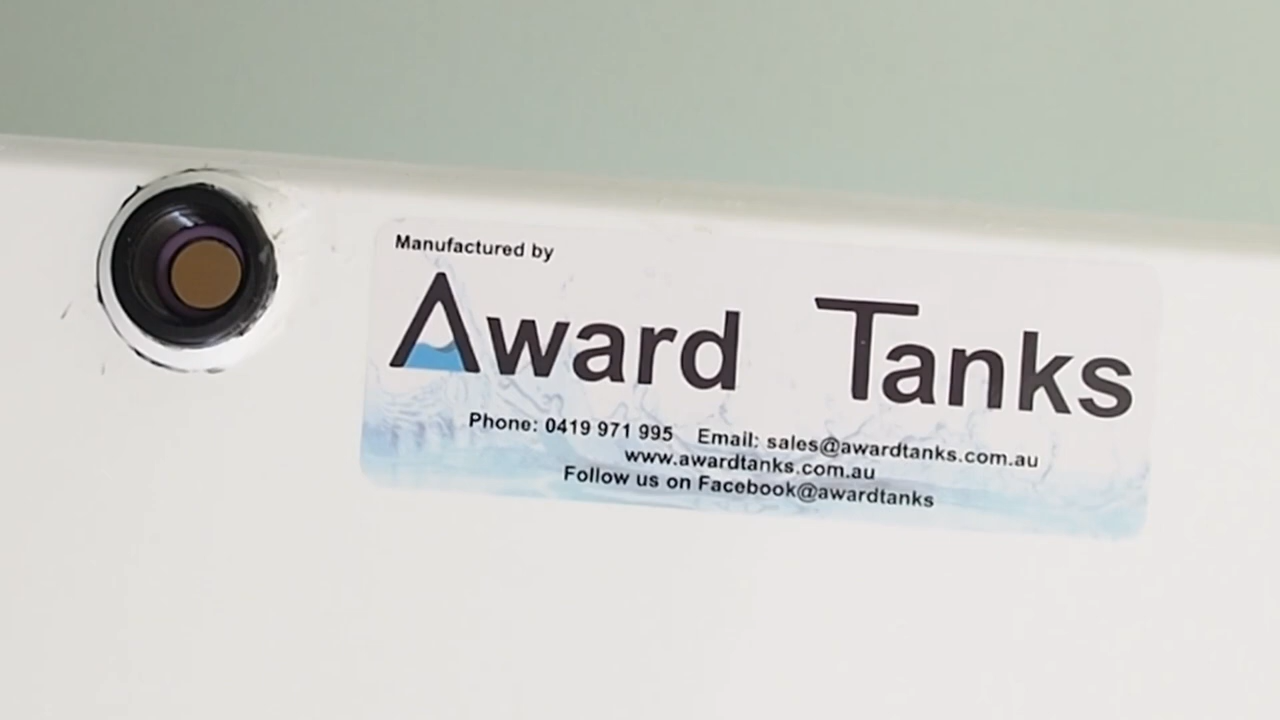 Manufactured by
Award Tanks
Phone: 0419 971 995 Email: sales@awardtanks.com.au
www.awardtanks.com.au
Follow us on Facebook@awardtanks